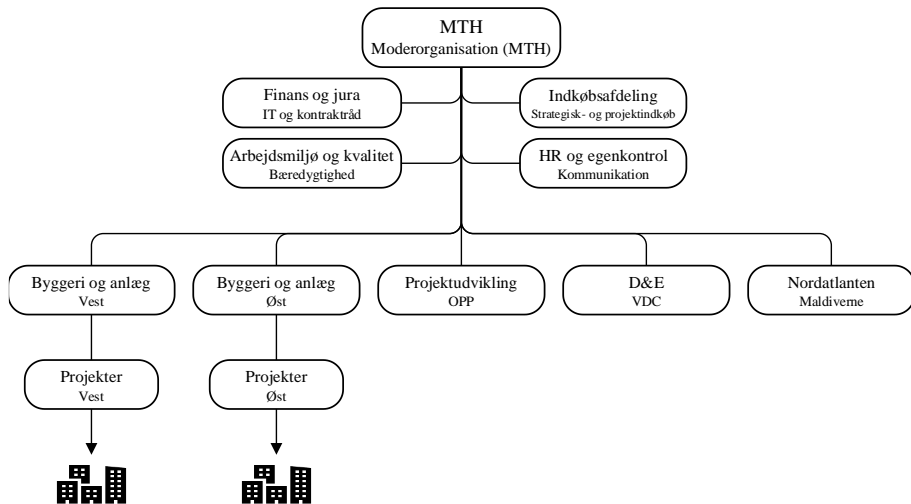 MTH
Moderorganisation (MTH)
Finans og jura
IT og kontraktråd
Indkøbsafdeling
Strategisk- og projektindkøb
Arbejdsmiljø og kvalitet
Bæredygtighed
HR og egenkontrol
Kommunikation
Byggeri og anlæg
Vest
Byggeri og anlæg
Øst
Projektudvikling
OPP
D&E
VDC
Nordatlanten
Maldiverne
Projekter
Vest
Projekter
Øst